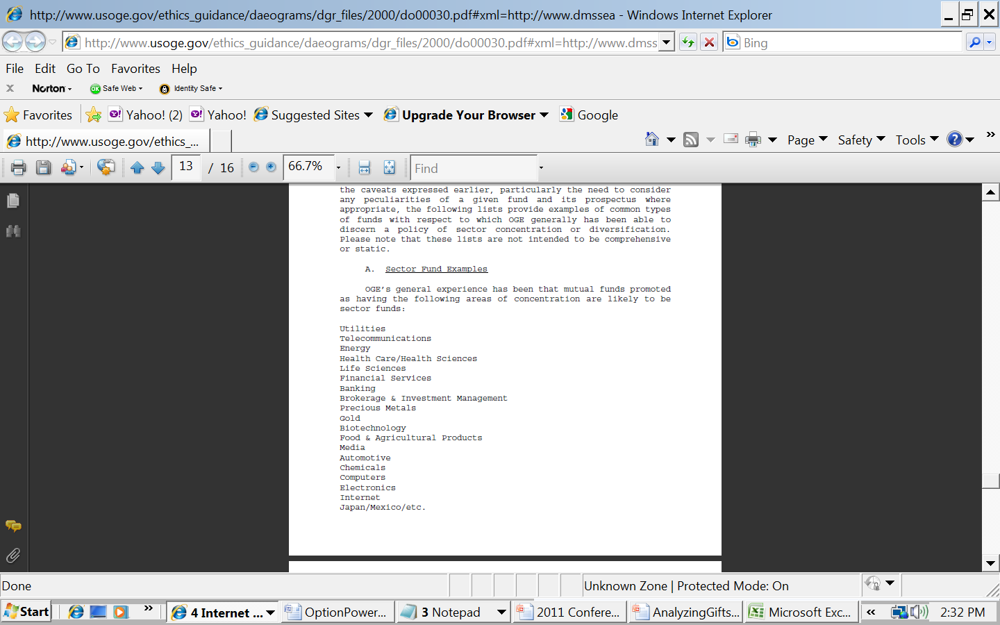 http://www.usoge.gov/ethics_guidance/daeograms/dgr_files/2000/do00030.pdf#xml=http://www.dmssea - Windows Internet Explorer
http://www.usoge.gov/ethics_guidance/daeograms/dgr_files/2000/do00030.pdf#xml=http://www.dmss
Bing
File Edit Go To Favorites Help
X Norton OK Safe Web Identity Safe
Favorites Yahoo! (2) Yahoo! Suggested Sites Upgrade Your Browser Google
http://www.usoge.gov/ethics_... Page Safety Tools »
13 / 16 66.7% Find
the caveats expressed earlier, particularly the need to consider
any peculiarities of a given fund and its prospectus where
appropriate, the following lists provide examples of common types
of funds with respect to which OGE generally has been able to
discern a policy of sector concentration or diversification.
Please note that these lists are not intended to be comprehensive
or static.
A. Sector Fund Examples
OGE's general experience has been that mutual funds promoted
as having the following areas of concentration are likely to be
sector funds:
Utilities
Telecommunications
Energy
Health Care/Health Sciences
Life Sciences
Financial Services
Banking
Brokerage & Investment Management
Precious Metals
Gold
Biotechnology
Food & Agricultural Products
Media
Automotive
Chemicals
Computers
Electronics
Internet
Japan/Mexico/etc.
Done Unknown Zone | Protected Mode: On
Start » 4 Internet ... OptionPower... 3 Notepad 2011 Confere... AnalyzingGifts... Microsoft Exc... « 2:32 PM